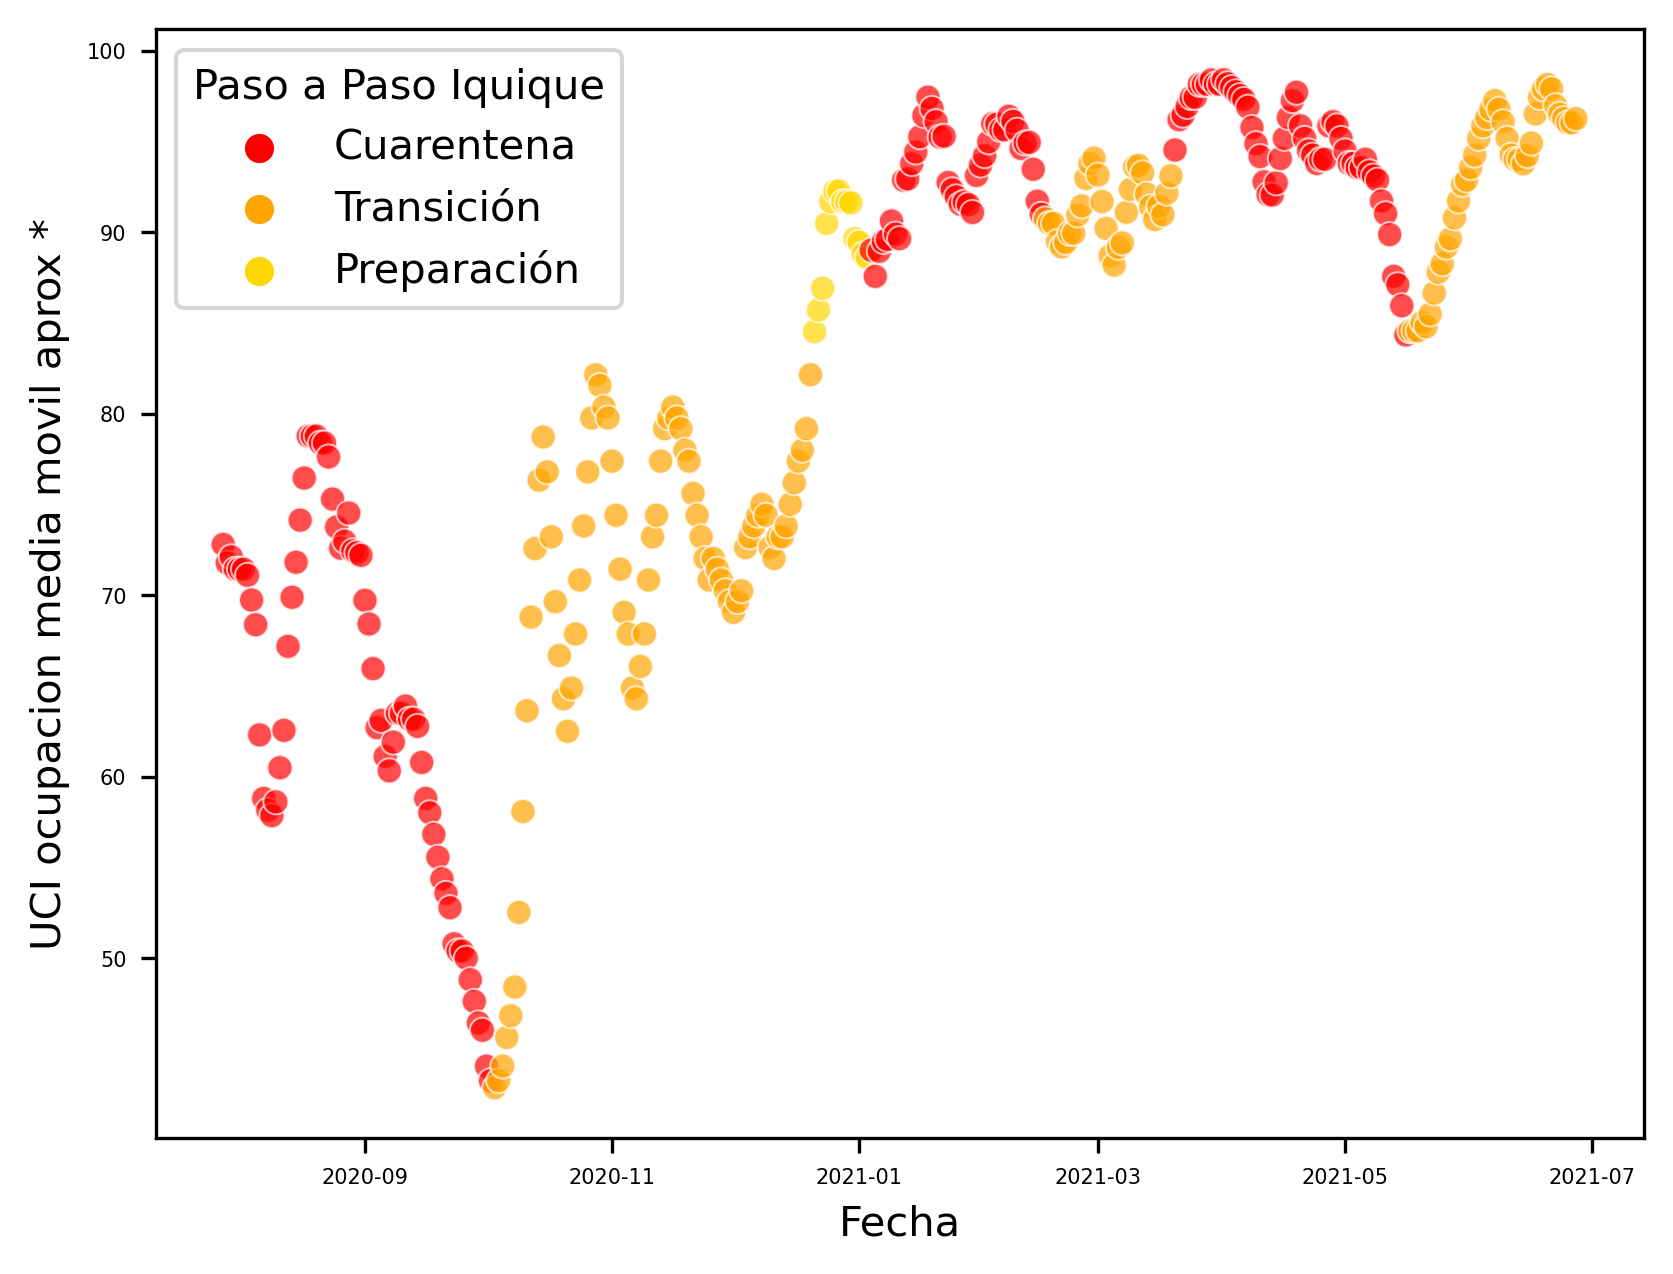 Paso a Paso Iquique
Cuarentena
Transición
Preparación
UCI ocupacion media movil aprox *
100
90
80
70
60
50
2020-09
2020-11
2021-01
2021-03
2021-05
2021-07
Fecha